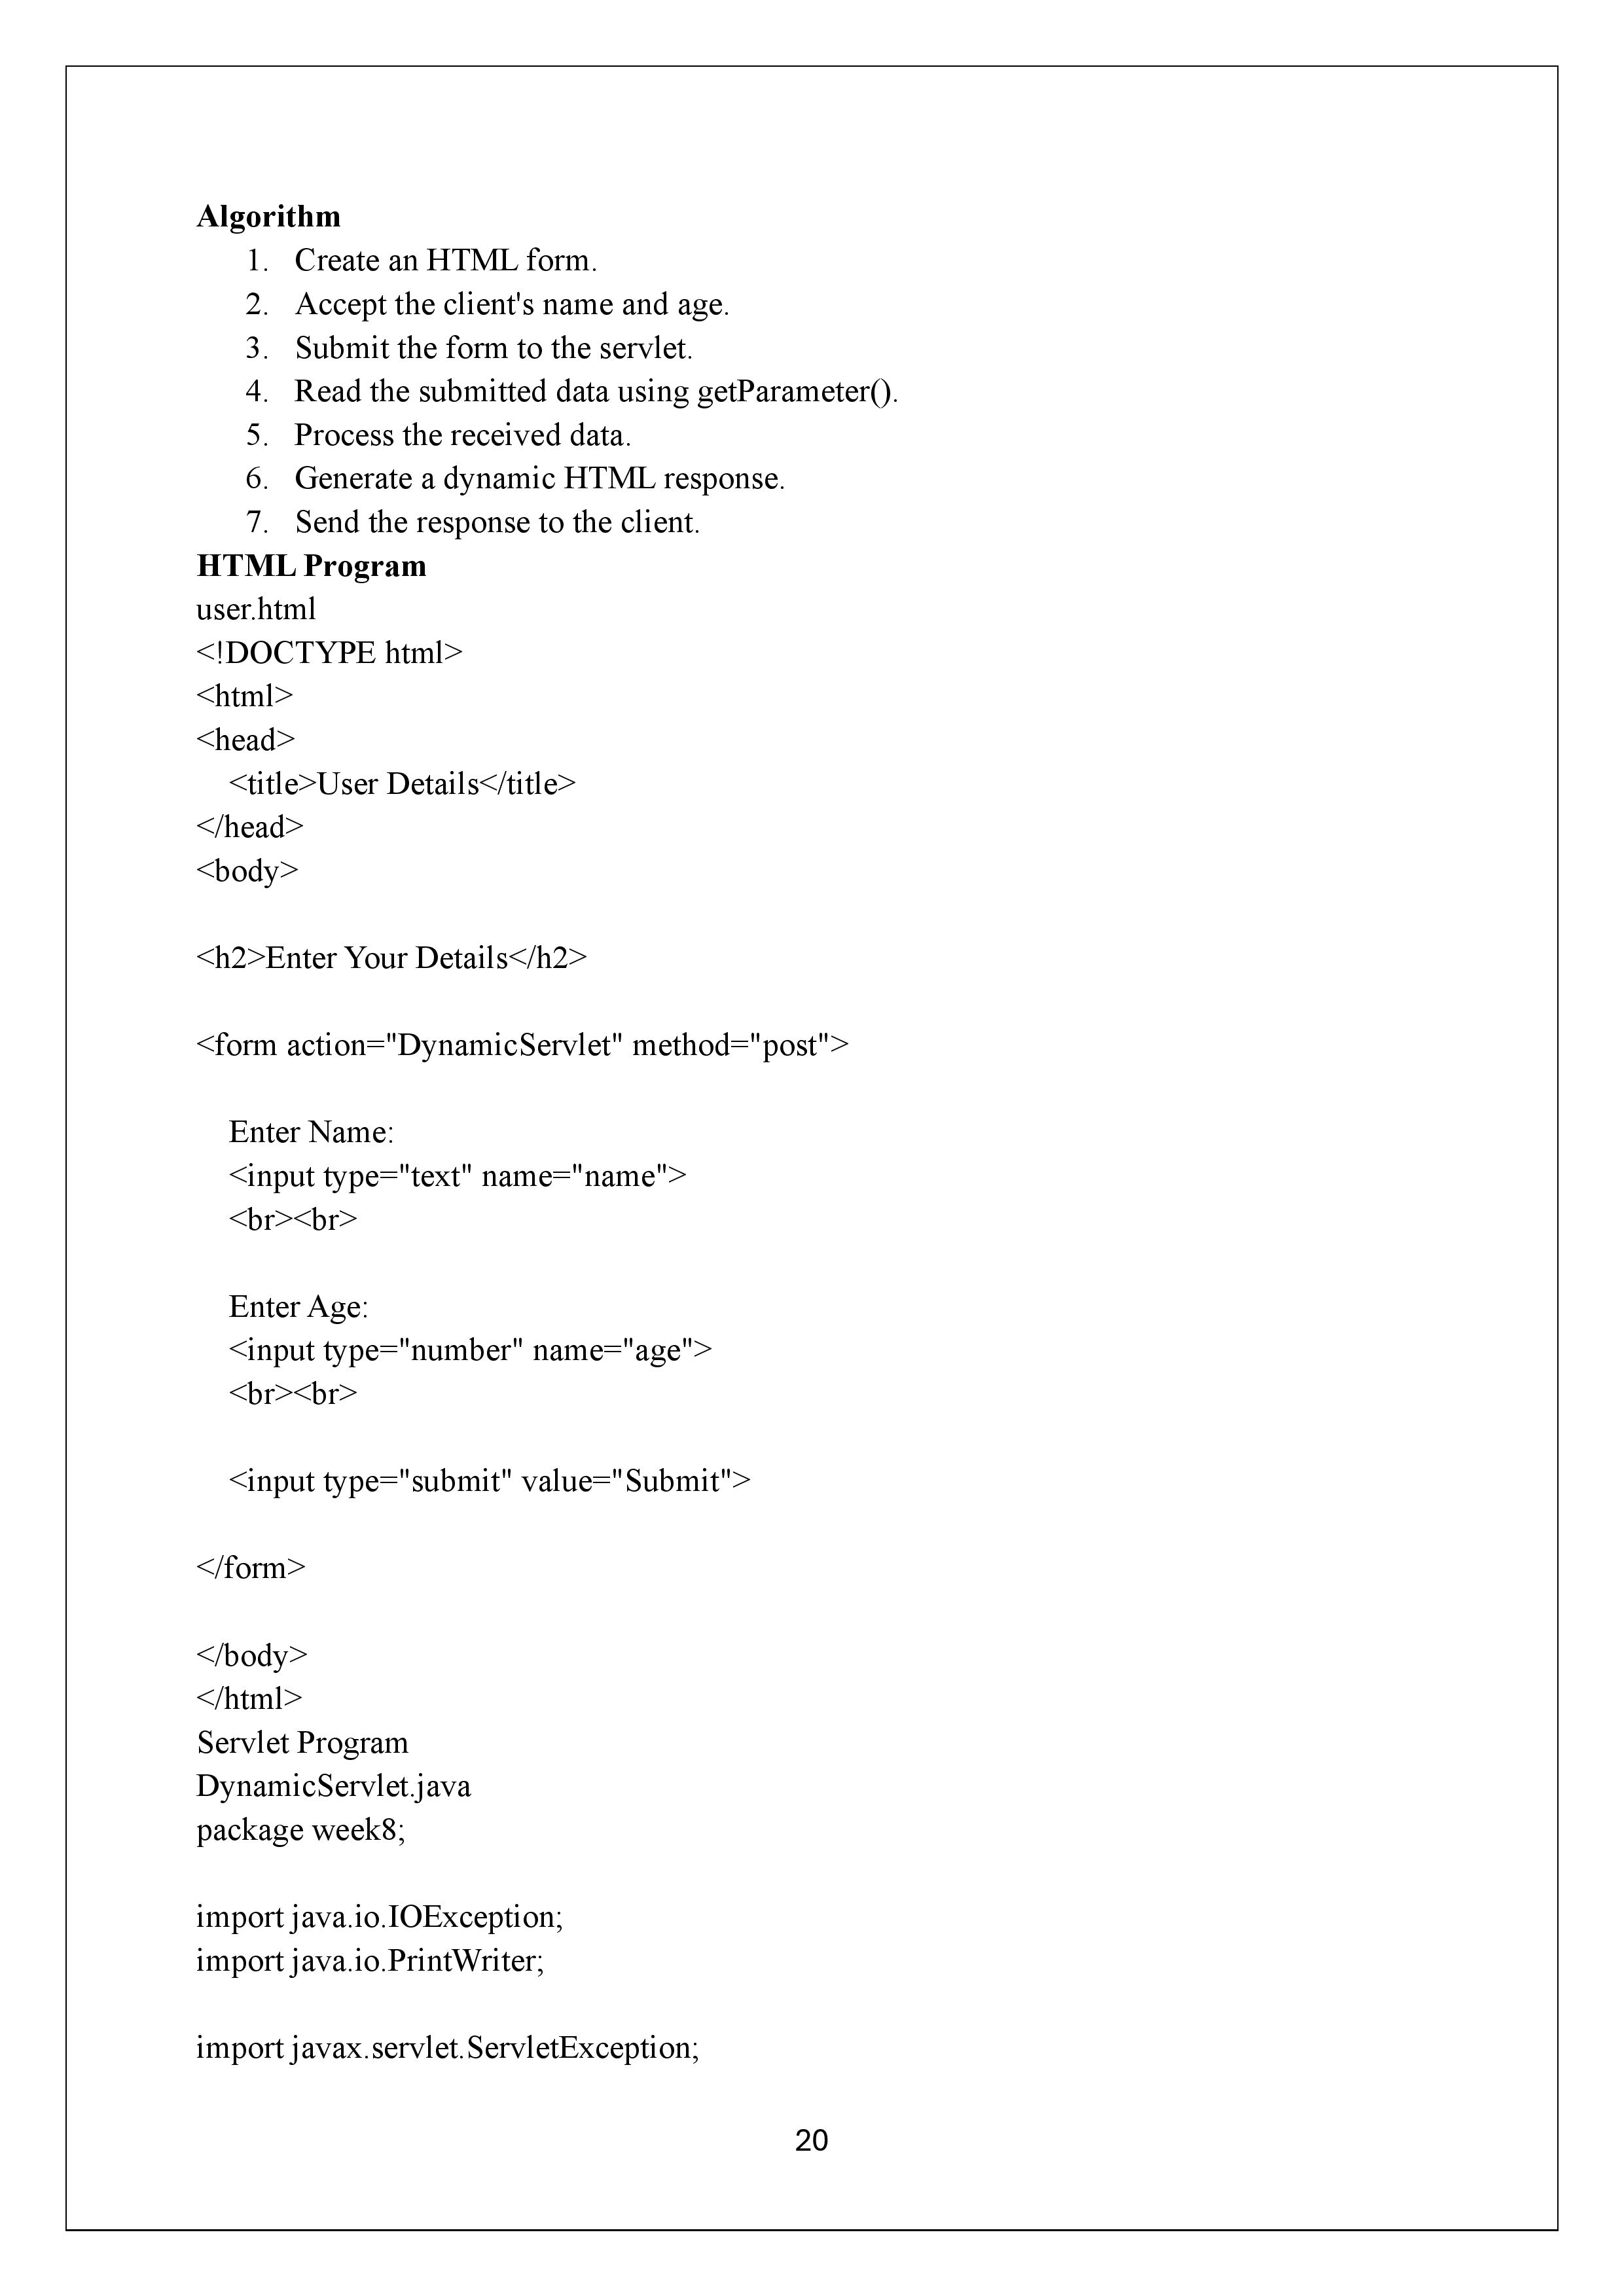 Algorithm
1. Create an HTML form.
2. Accept the client's name and age.
3. Submit the form to the servlet.
4. Read the submitted data using getParameter().
5. Process the received data.
6. Generate a dynamic HTML response.
7. Send the response to the client.
HTML Program
user.html
<!DOCTYPE html>
<html>
<head>
    <title>User Details</title>
</head>
<body>

<h2>Enter Your Details</h2>

<form action="DynamicServlet" method="post">

    Enter Name:
    <input type="text" name="name">
    <br><br>

    Enter Age:
    <input type="number" name="age">
    <br><br>

    <input type="submit" value="Submit">

</form>

</body>
</html>
Servlet Program
DynamicServlet.java
package week8;

import java.io.IOException;
import java.io.PrintWriter;

import javax.servlet.ServletException;
20